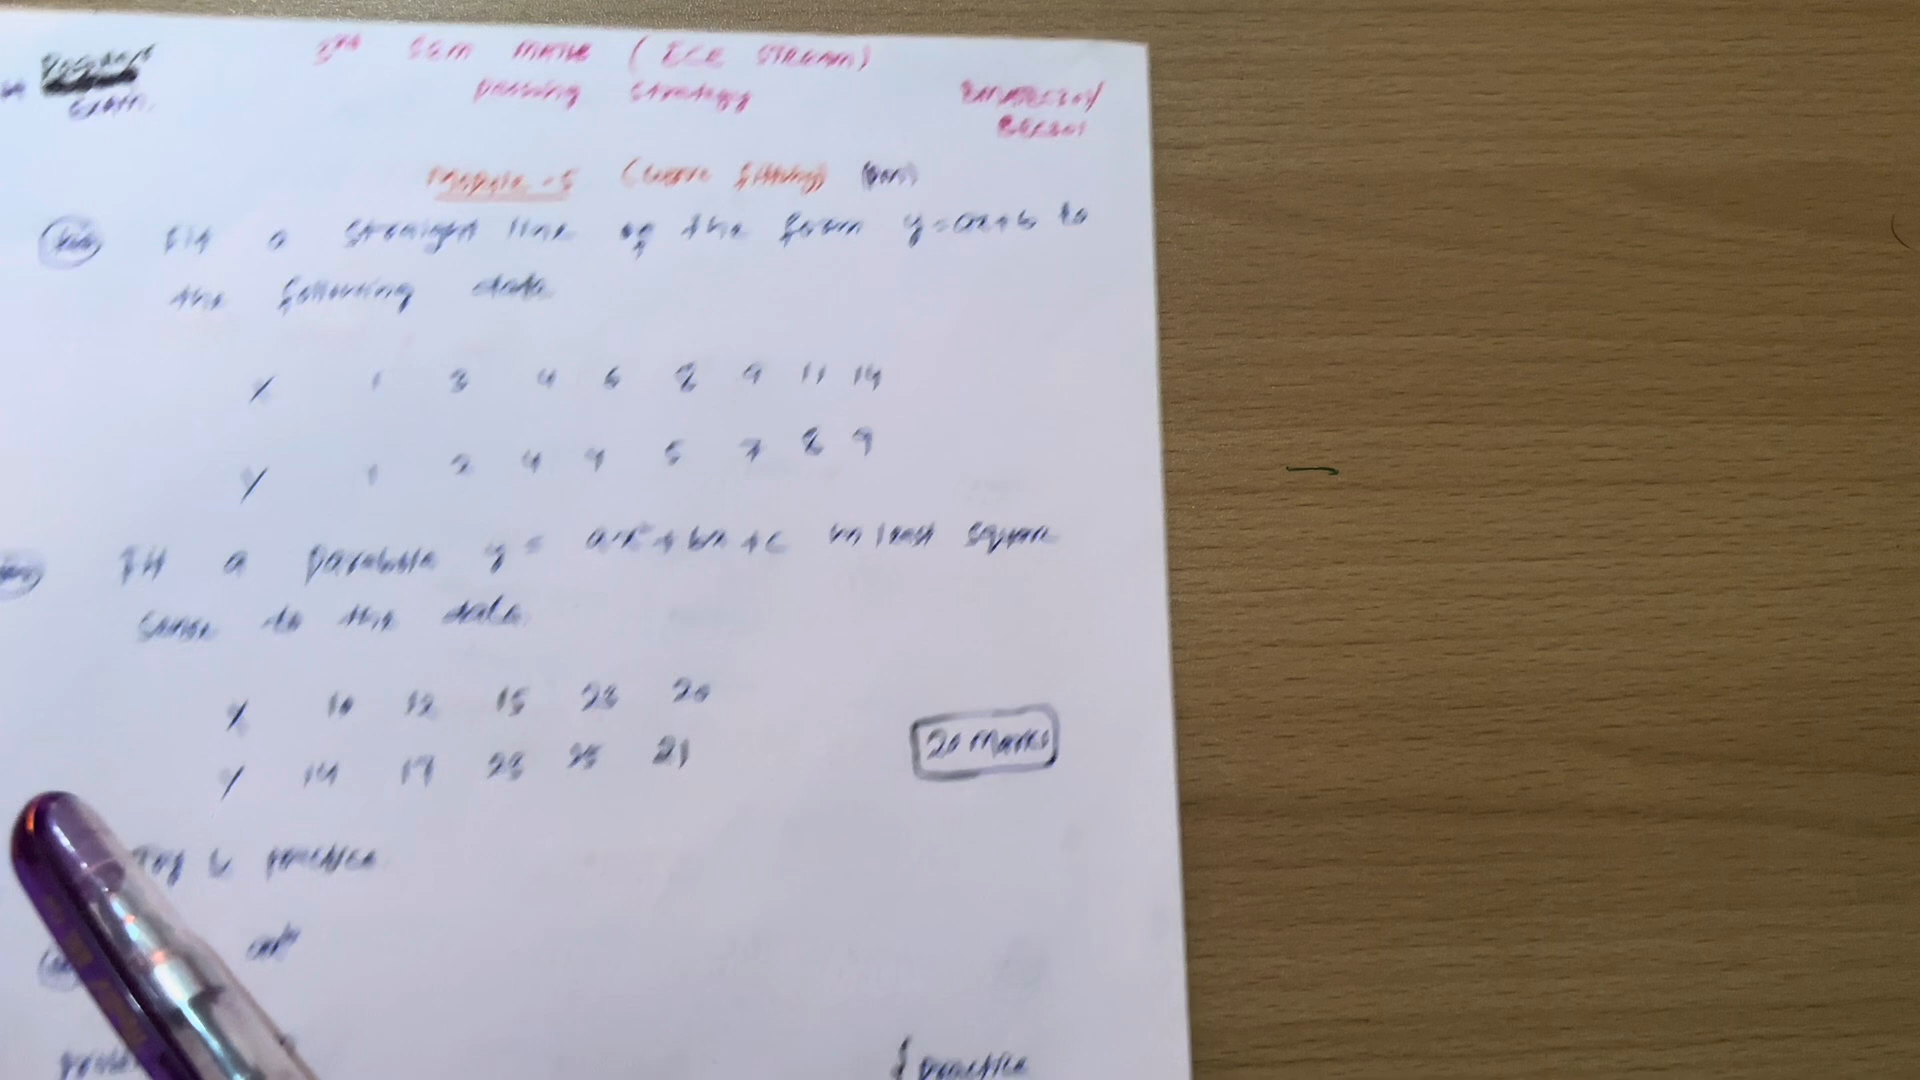 Exam.
3rd Sem Maths (ECE STREAM)
passing strategy
BEC301
Module-5 (Curve fitting)
Fit a straight line of the form y=ax+b to
the following data
X 1 3 4 6 8 9 11 14
Y 1 2 4 4 5 7 8 9
Fit a parabola y = ax²+bx+c in least square
sense to the data
X 10 12 15 23 20
Y 14 17 23 25 21
20 Marks
practice
practice